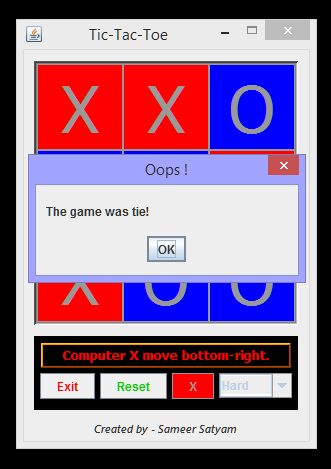 Tic-Tac-Toe
X X O
Oops !
The game was tie!
OK
X O O
Computer X move bottom-right.
Exit Reset X Hard
Created by - Sameer Satyam